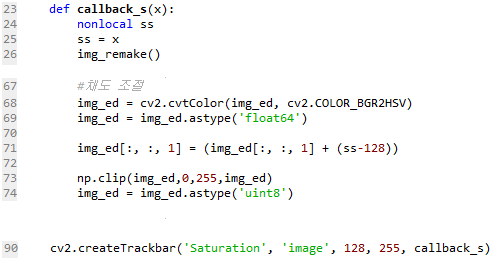 23 def callback_s(x):
24 nonlocal ss
25 ss = x
26 img_remake()
67 #채도 조절
68 img_ed = cv2.cvtColor(img_ed, cv2.COLOR_BGR2HSV)
69 img_ed = img_ed.astype('float64')
70
71 img_ed[:, :, 1] = (img_ed[:, :, 1] + (ss-128))
72
73 np.clip(img_ed,0,255,img_ed)
74 img_ed = img_ed.astype('uint8')
90 cv2.createTrackbar('Saturation', 'image', 128, 255, callback_s)